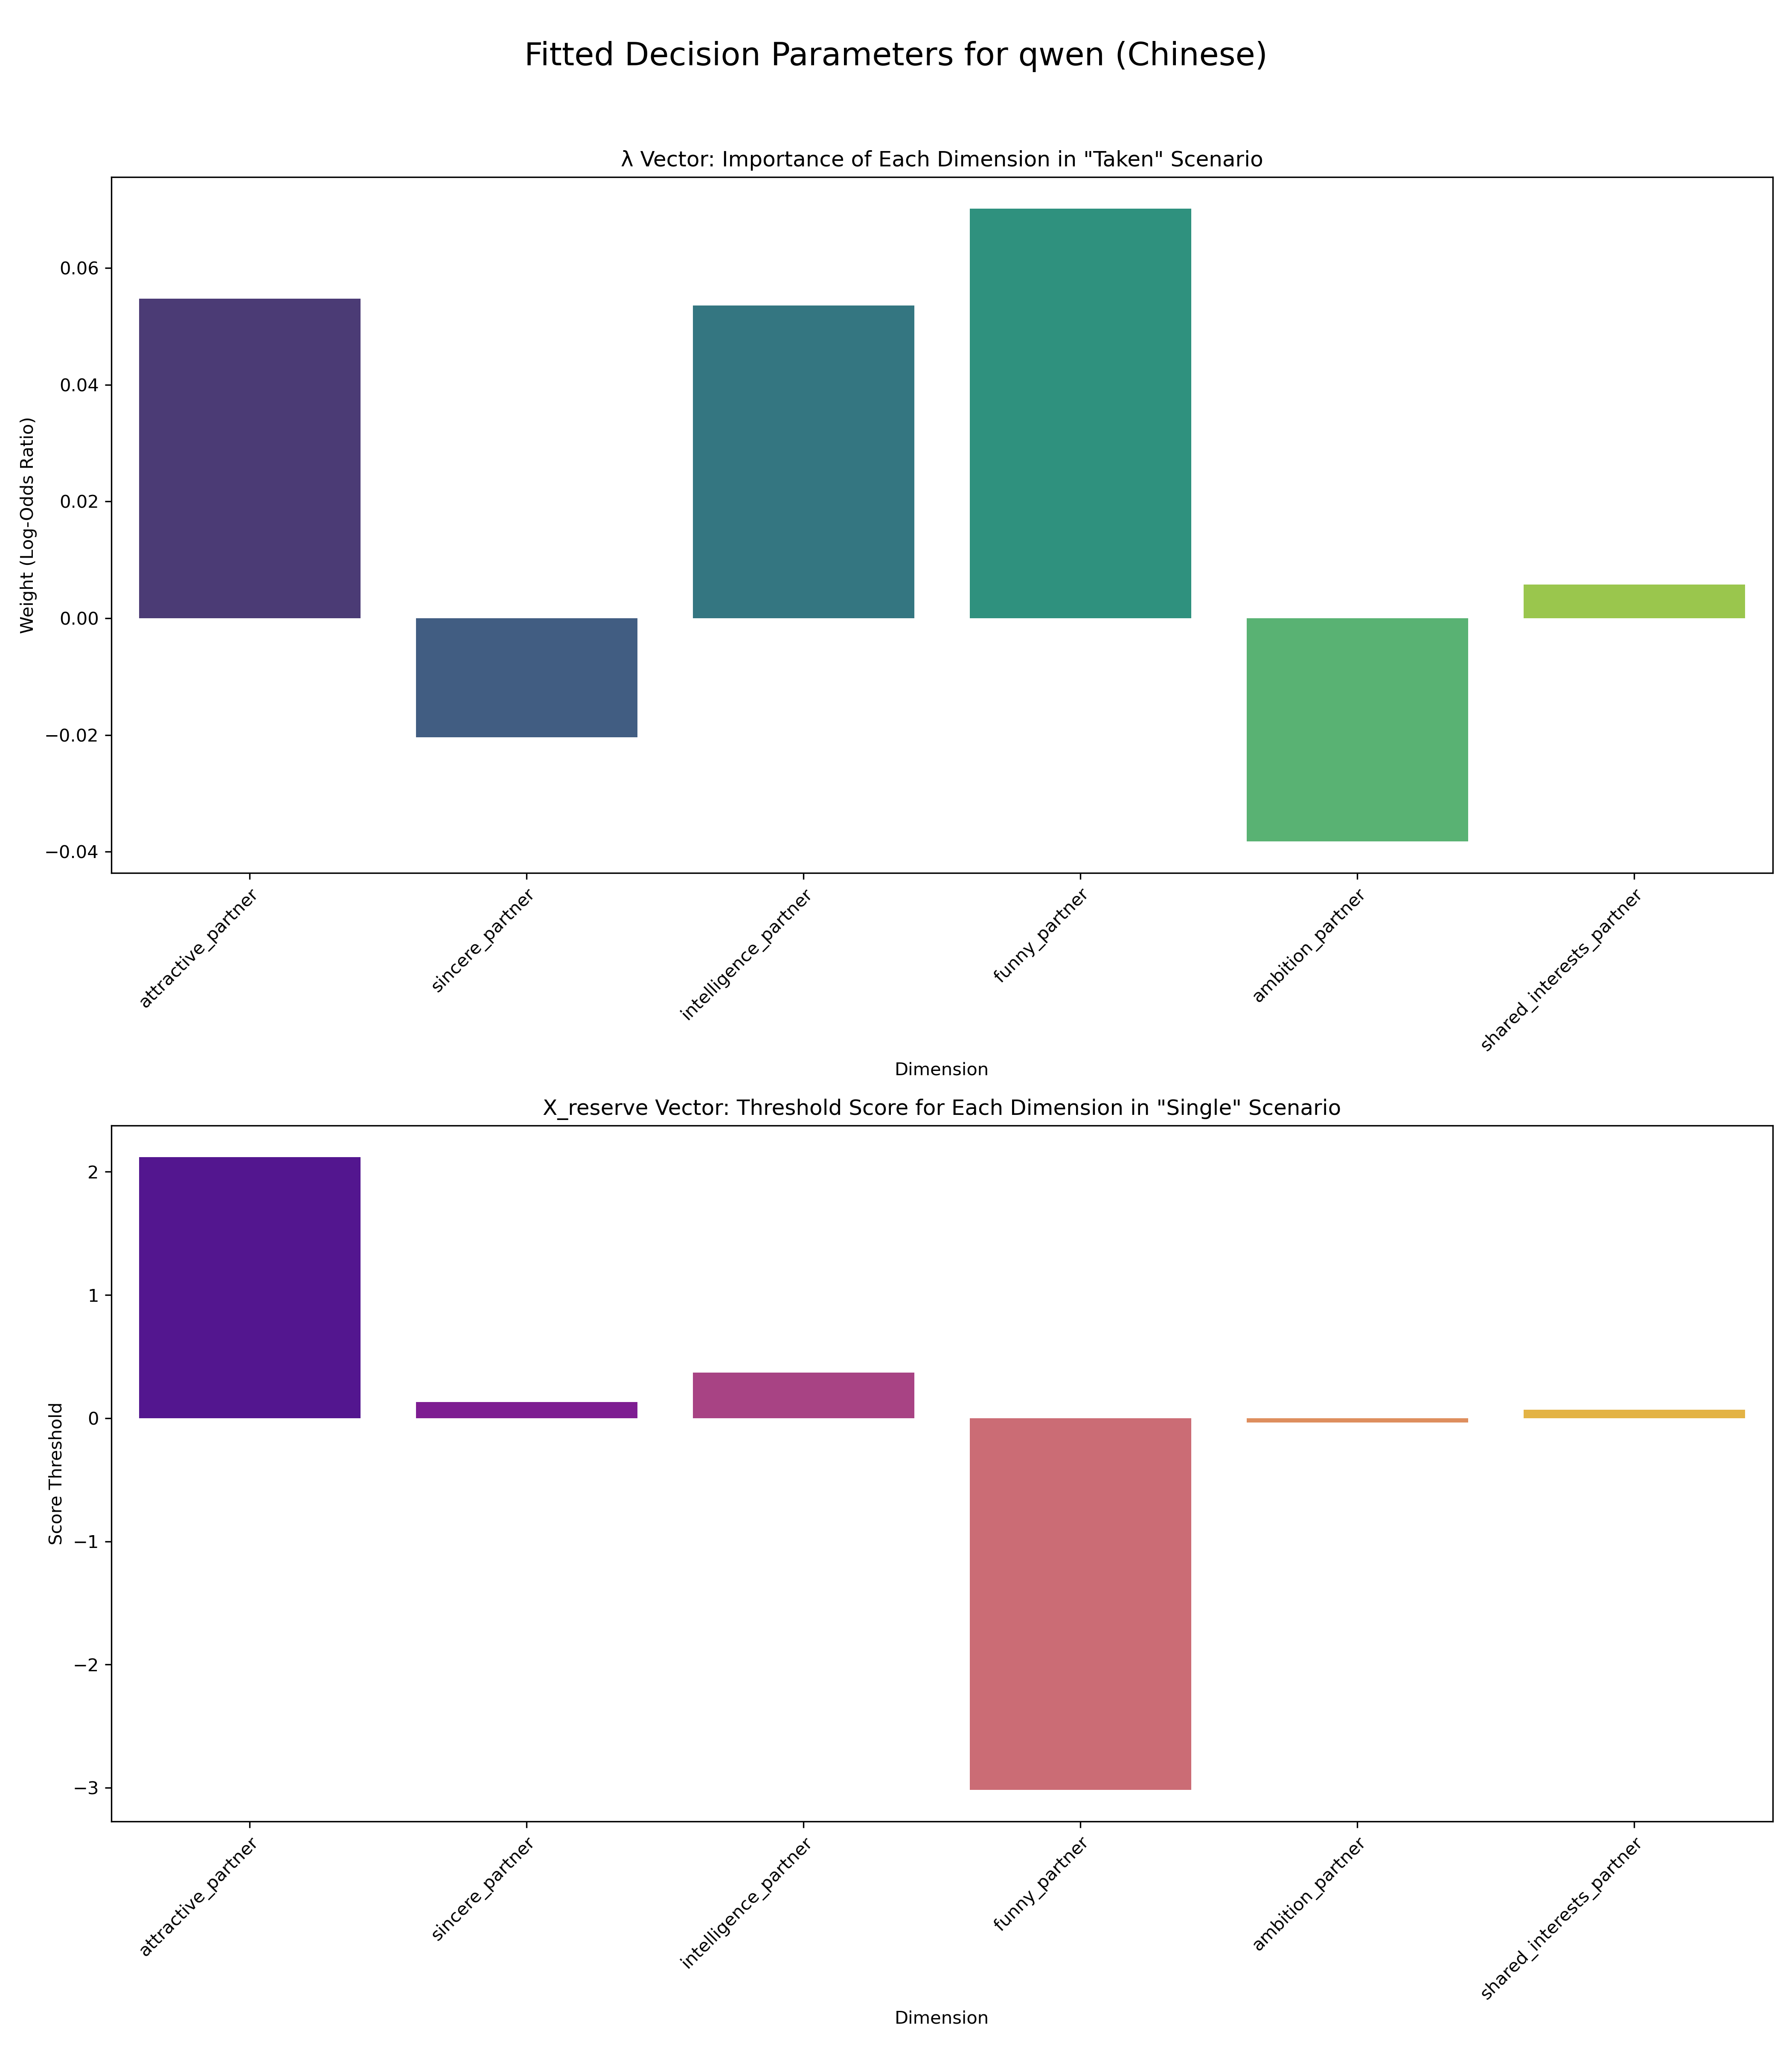 Fitted Decision Parameters for qwen (Chinese)
λ Vector: Importance of Each Dimension in "Taken" Scenario
Weight (Log-Odds Ratio)
0.06
0.04
0.02
0.00
−0.02
−0.04
attractive_partner
sincere_partner
intelligence_partner
funny_partner
ambition_partner
shared_interests_partner
Dimension
X_reserve Vector: Threshold Score for Each Dimension in "Single" Scenario
Score Threshold
2
1
0
−1
−2
−3
attractive_partner
sincere_partner
intelligence_partner
funny_partner
ambition_partner
shared_interests_partner
Dimension